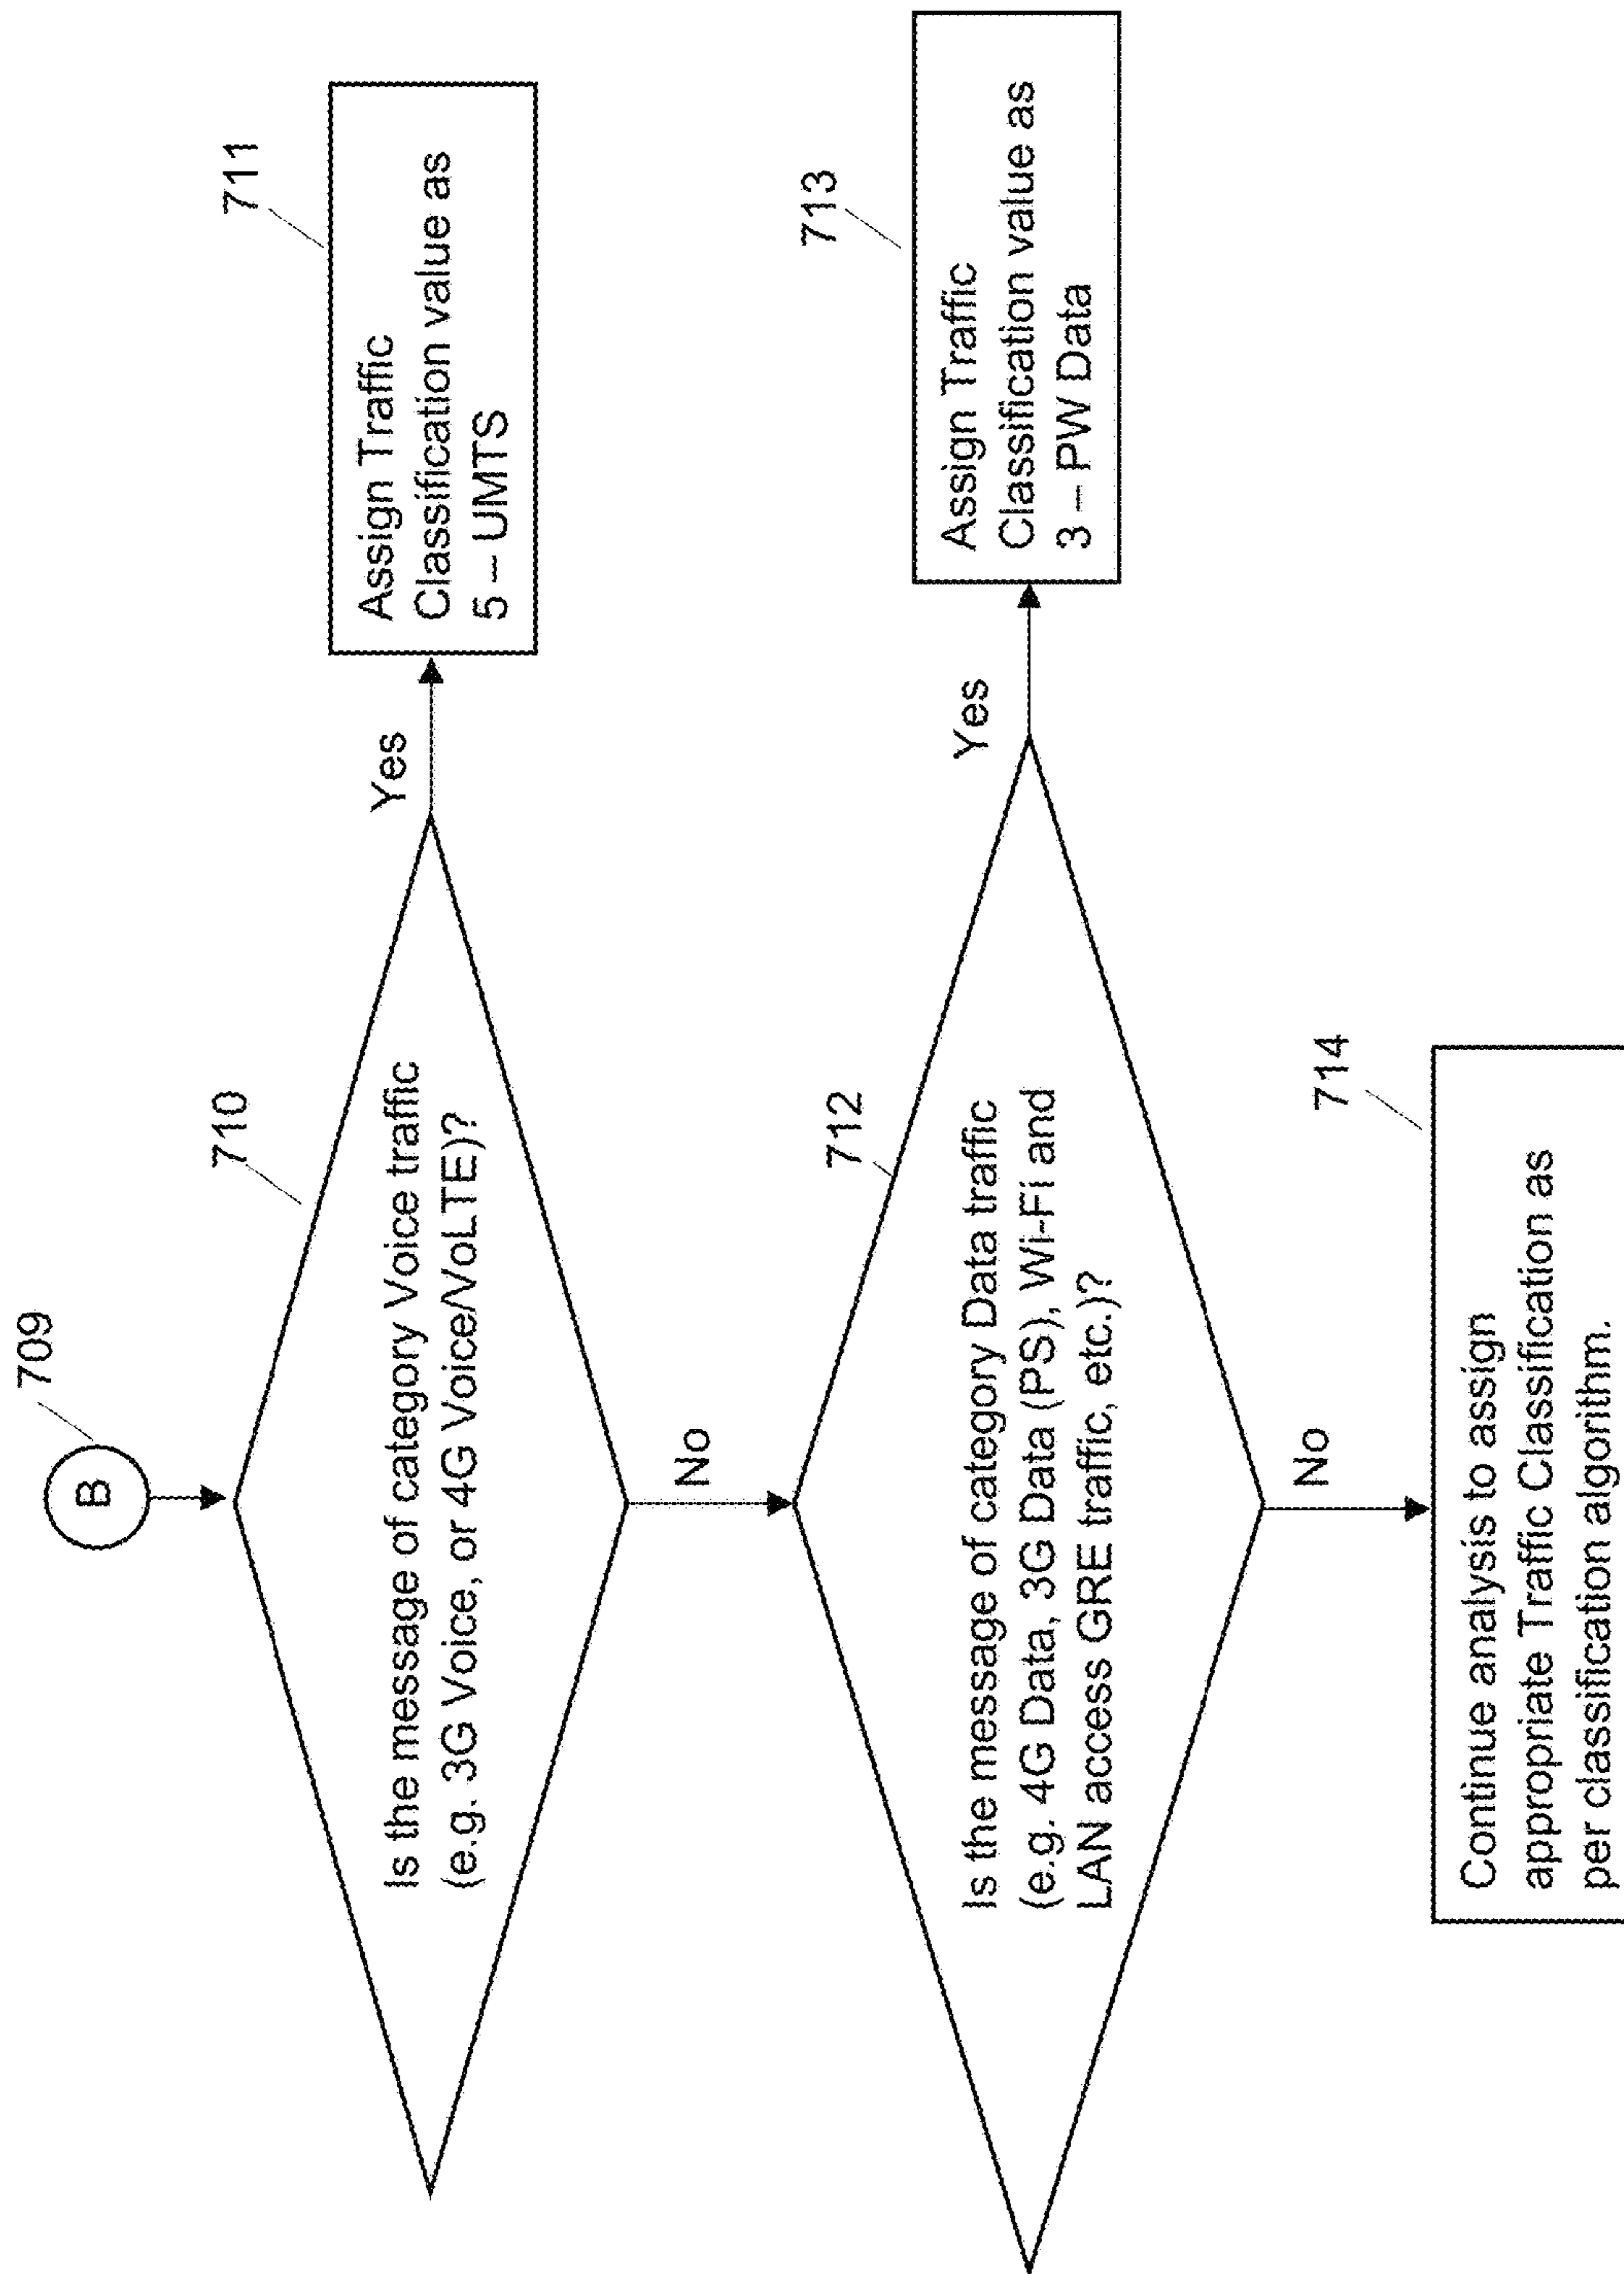 709
B
710
Is the message of category Voice traffic
(e.g. 3G Voice, or 4G Voice/VoLTE)?
Yes
711
Assign Traffic
Classification value as
5 – UMTS
No
712
Is the message of category Data traffic
(e.g. 4G Data, 3G Data (PS), Wi-Fi and
LAN access GRE traffic, etc.)?
Yes
713
Assign Traffic
Classification value as
3 – PW Data
No
714
Continue analysis to assign
appropriate Traffic Classification as
per classification algorithm.